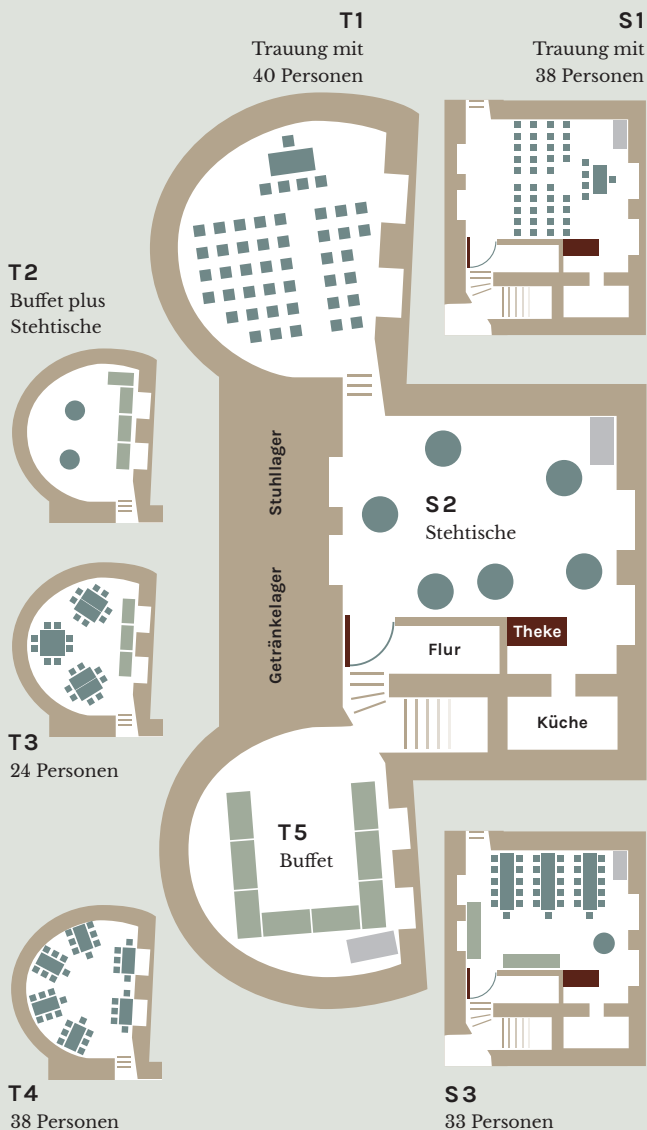 T1
Trauung mit
40 Personen
S1
Trauung mit
38 Personen
T2
Buffet plus
Stehtische
Stuhllager
S2
Stehtische
Getränkelager
Flur
Theke
Küche
T3
24 Personen
T5
Buffet
T4
38 Personen
S3
33 Personen